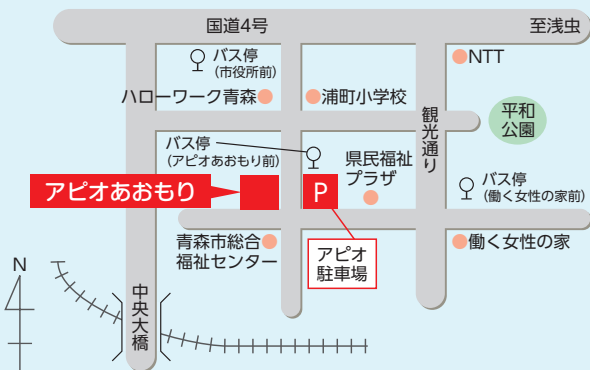 国道4号
至浅虫
バス停
(市役所前)
NTT
ハローワーク青森
浦町小学校
平和
公園
観光通り
バス停
(アピオあおもり前)
県民福祉
プラザ
バス停
(働く女性の家前)
アピオあおもり
P
青森市総合
福祉センター
アピオ
駐車場
働く女性の家
N
中央大橋